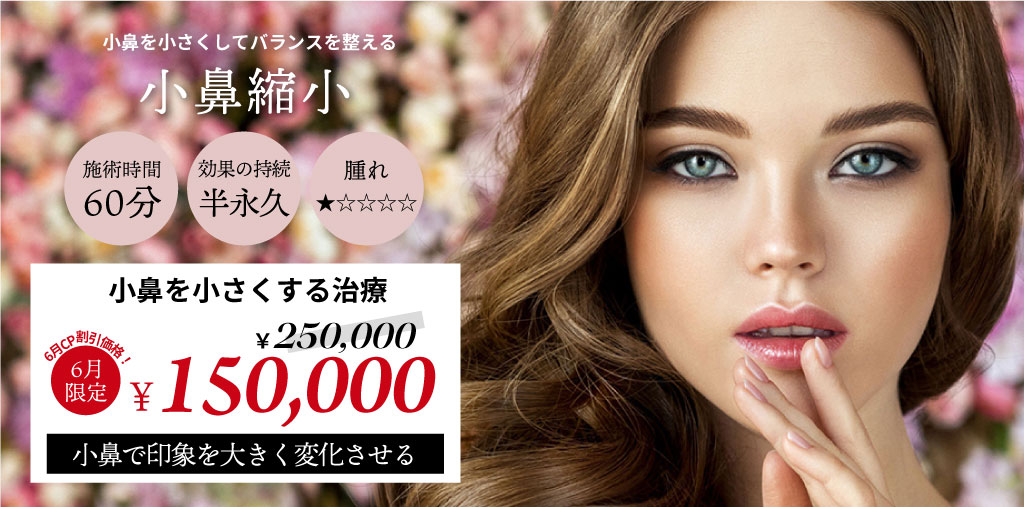 小鼻を小さくしてバランスを整える
小鼻縮小
施術時間
60分
効果の持続
半永久
腫れ
★☆☆☆☆
小鼻を小さくする治療
¥250,000
6月CP割引価格！
6月
限定
¥150,000
小鼻で印象を大きく変化させる